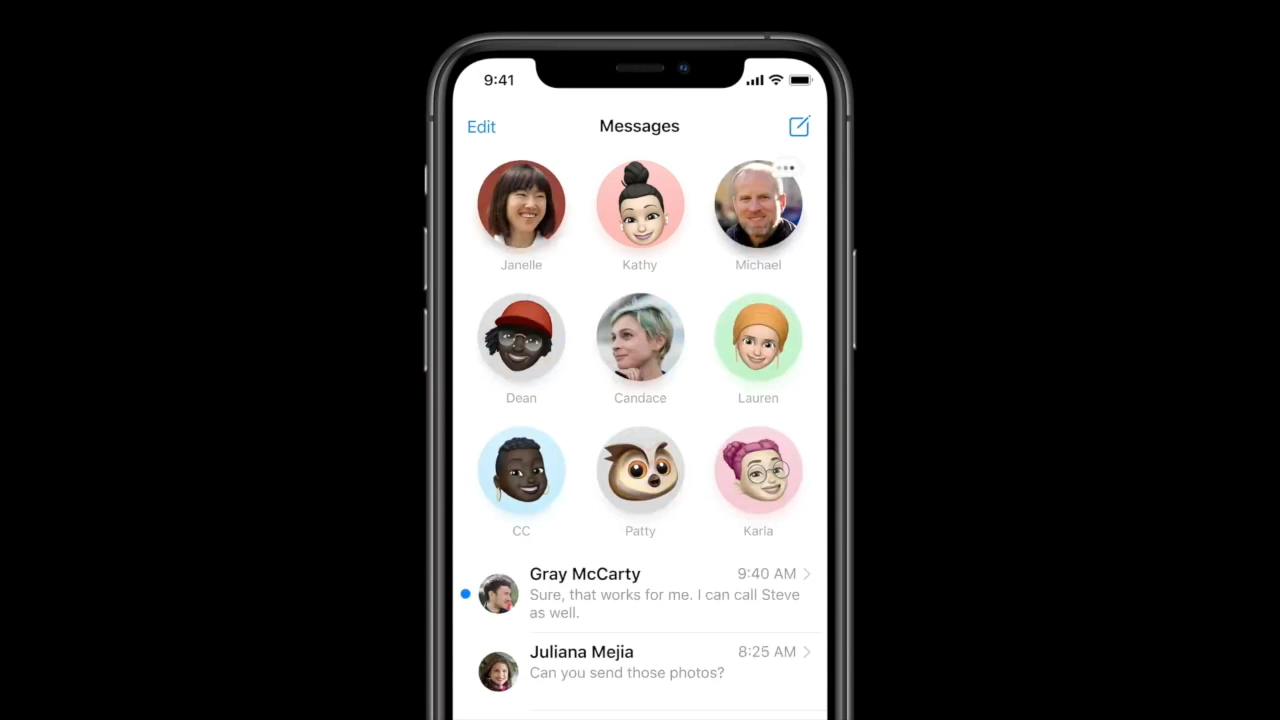 9:41
Edit
Messages
Janelle
Kathy
Michael
Dean
Candace
Lauren
CC
Patty
Karla
Gray McCarty
9:40 AM
Sure, that works for me. I can call Steve
as well.
Juliana Mejia
8:25 AM
Can you send those photos?